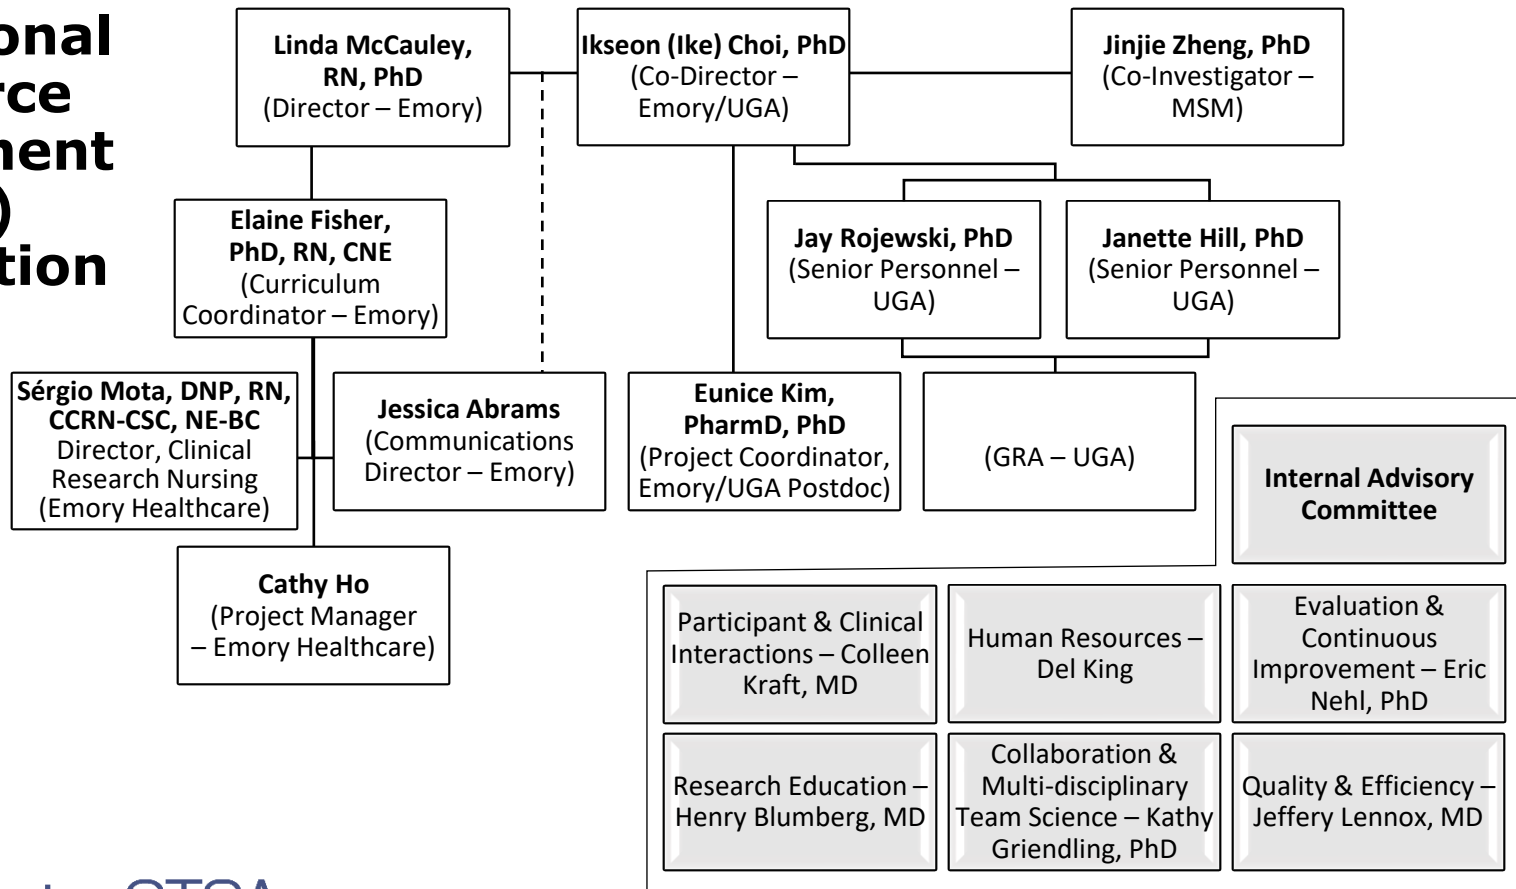 onal
rce
nent
)
tion
Linda McCauley,
RN, PhD
(Director – Emory)
Ikseon (Ike) Choi, PhD
(Co-Director –
Emory/UGA)
Jinjie Zheng, PhD
(Co-Investigator –
MSM)
Elaine Fisher,
PhD, RN, CNE
(Curriculum
Coordinator – Emory)
Jay Rojewski, PhD
(Senior Personnel –
UGA)
Janette Hill, PhD
(Senior Personnel –
UGA)
Sérgio Mota, DNP, RN,
CCRN-CSC, NE-BC
Director, Clinical
Research Nursing
(Emory Healthcare)
Jessica Abrams
(Communications
Director – Emory)
Eunice Kim,
PharmD, PhD
(Project Coordinator,
Emory/UGA Postdoc)
(GRA – UGA)
Cathy Ho
(Project Manager
– Emory Healthcare)
Internal Advisory
Committee
Participant & Clinical
Interactions – Colleen
Kraft, MD
Human Resources –
Del King
Evaluation &
Continuous
Improvement – Eric
Nehl, PhD
Research Education –
Henry Blumberg, MD
Collaboration &
Multi-disciplinary
Team Science – Kathy
Griendling, PhD
Quality & Efficiency –
Jeffery Lennox, MD
CTSA